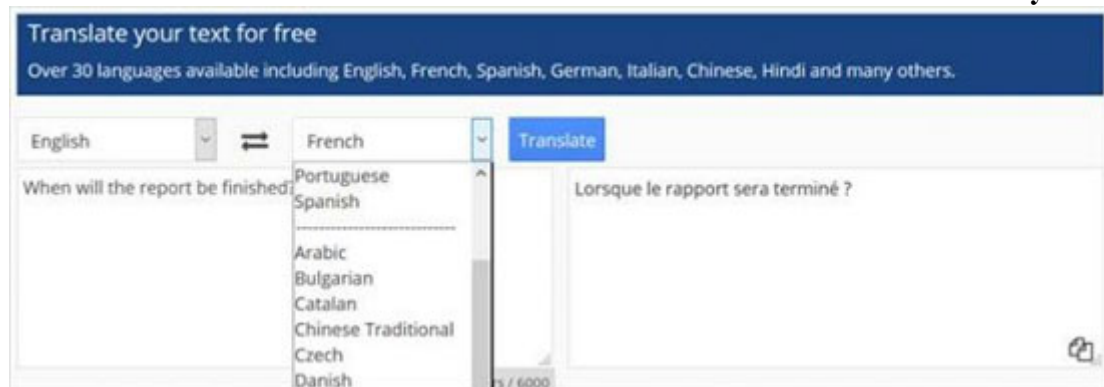 Translate your text for free
Over 30 languages available including English, French, Spanish, German, Italian, Chinese, Hindi and many others.
English French Translate
When will the report be finished?
Lorsque le rapport sera terminé ?
Portuguese
Spanish
Arabic
Bulgarian
Catalan
Chinese Traditional
Czech
Danish
/ 6000